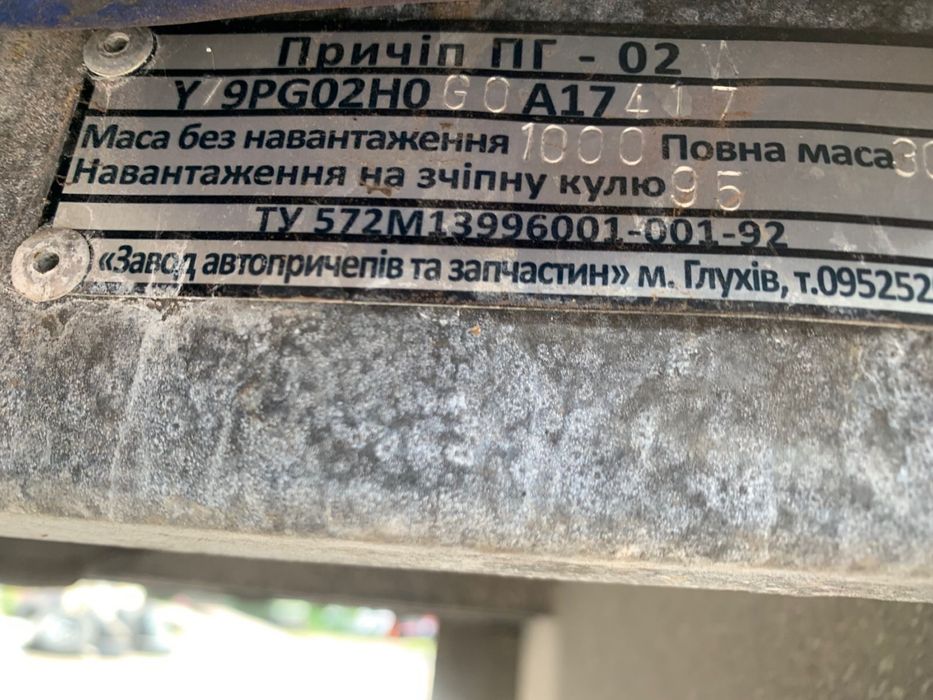 Причіп ПГ - 02
Y79PG02H0G0A17417
Маса без навантаження 1000 Повна маса 30
Навантаження на зчіпну кулю 95
ТУ 572М13996001-001-92
«Завод автопричепів та запчастин» м. Глухів, т.095252